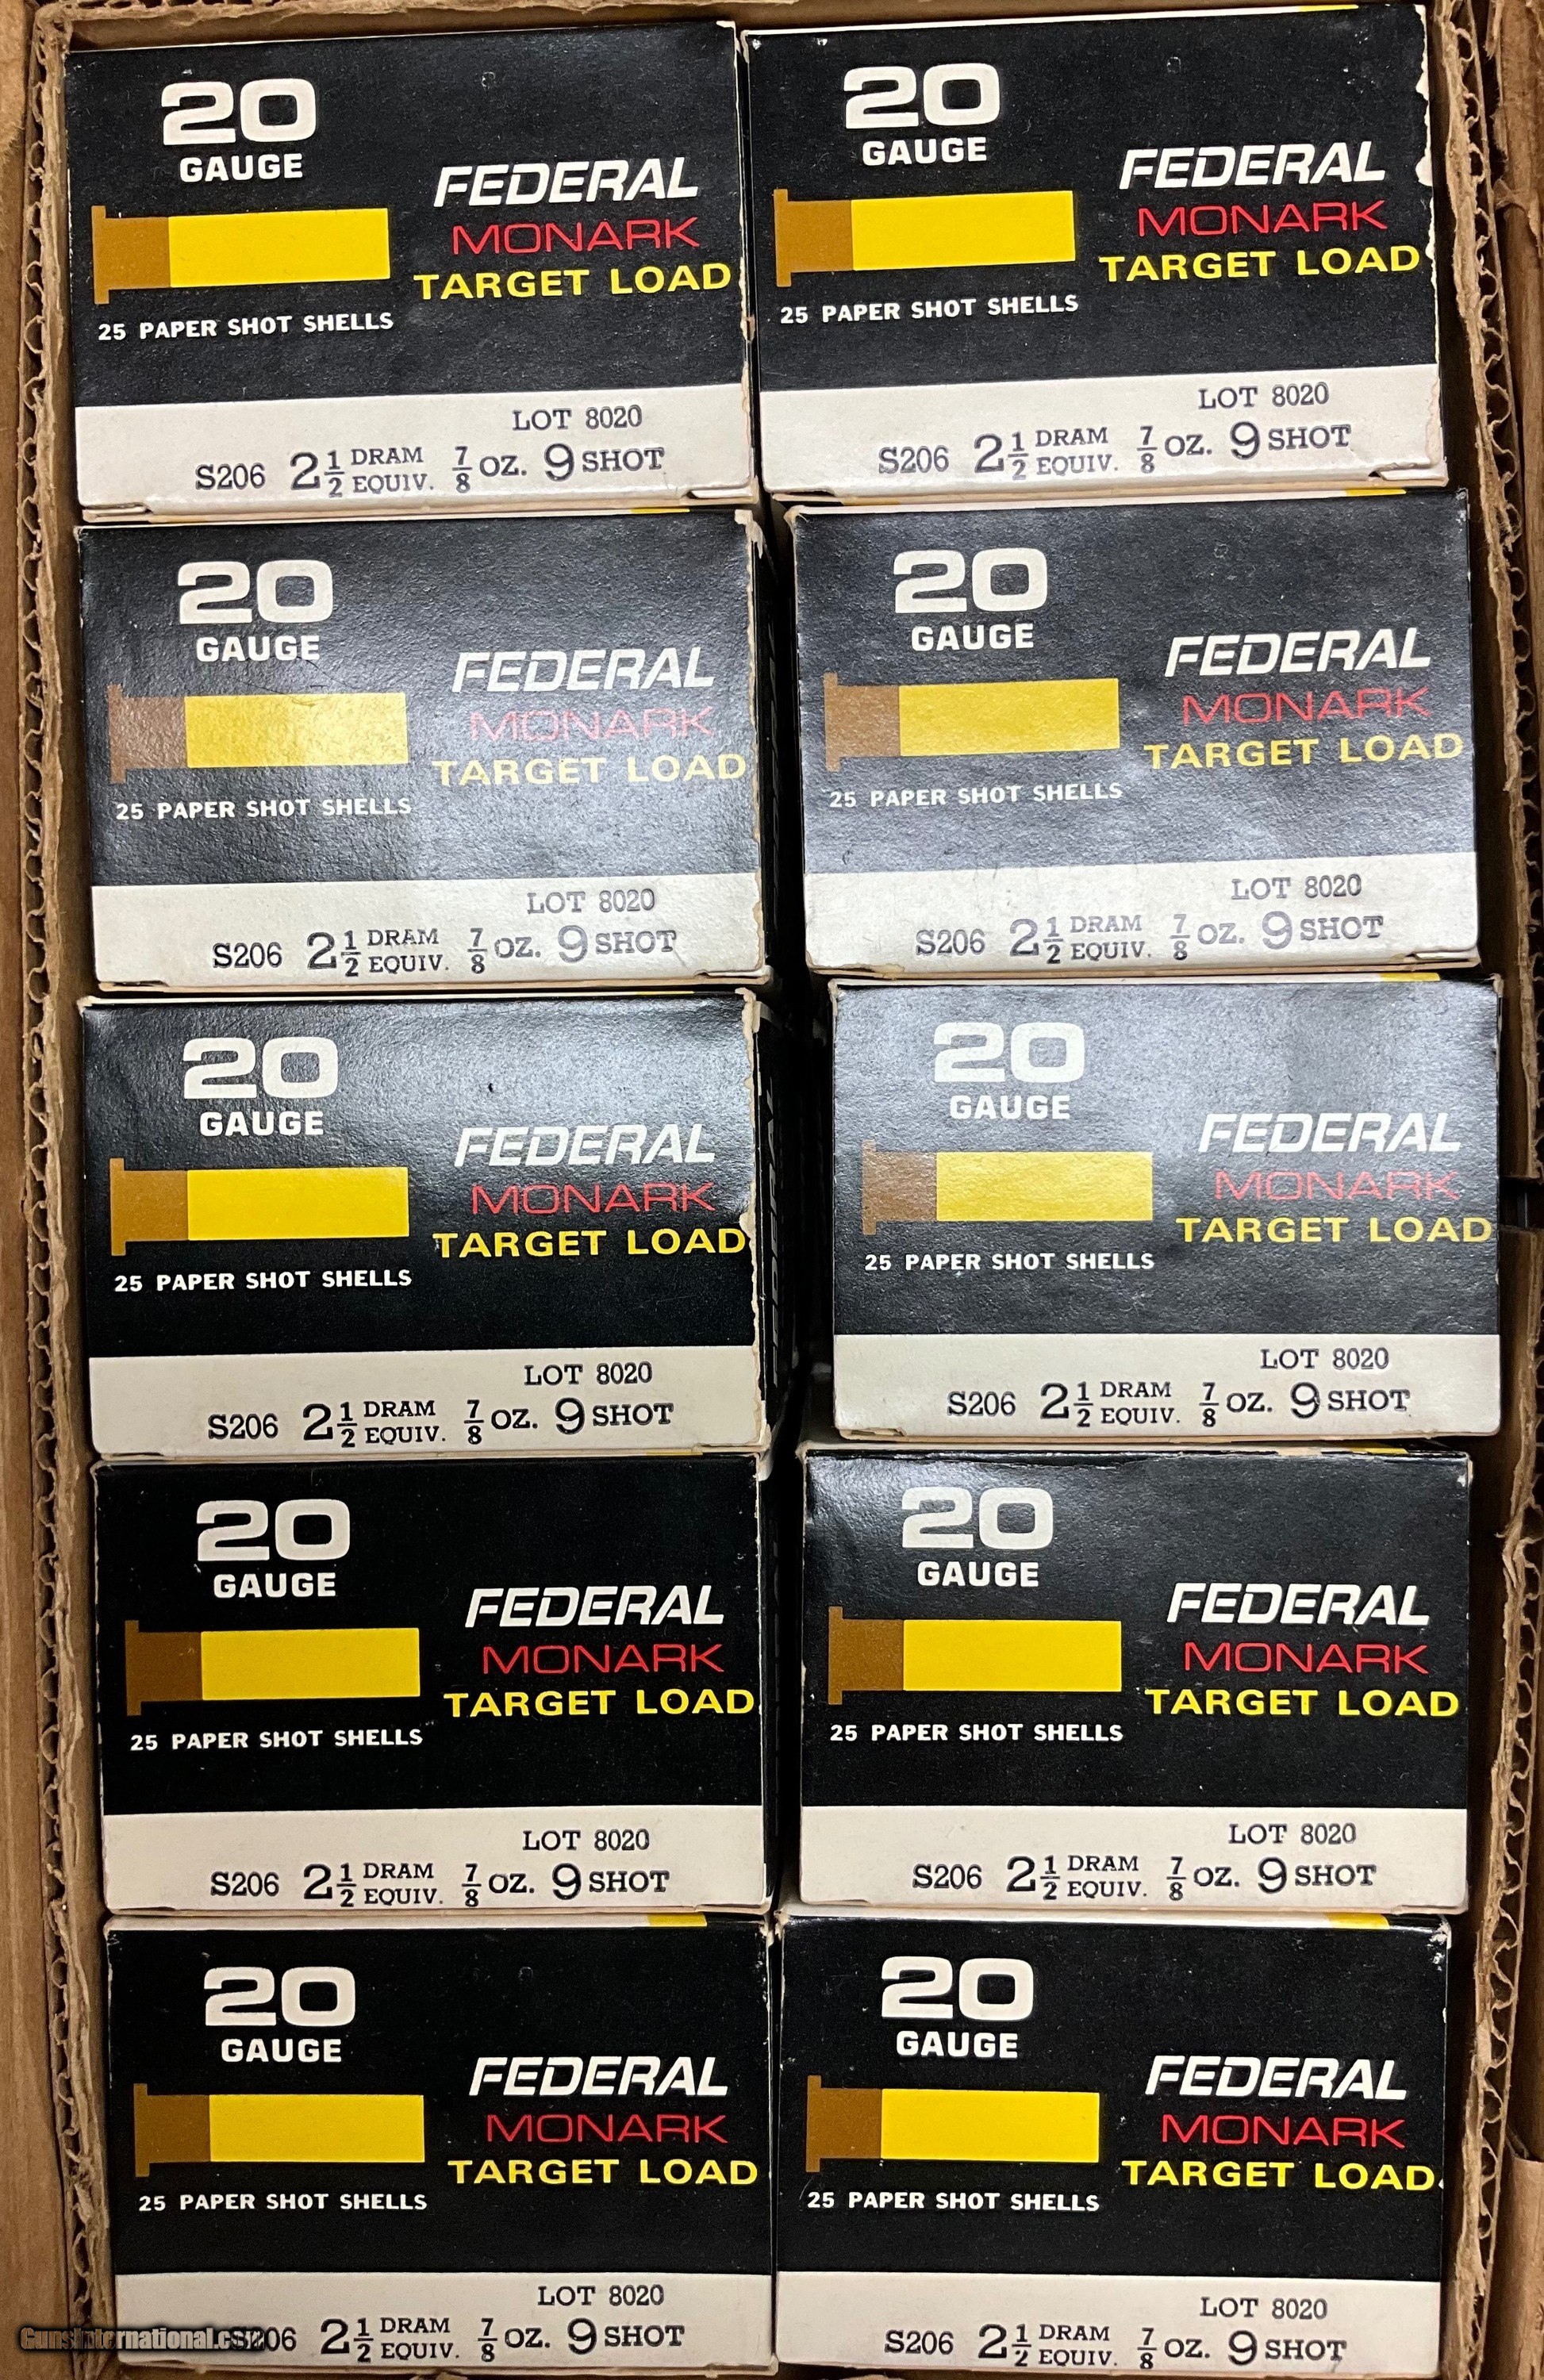 20
GAUGE
FEDERAL
MONARK
TARGET LOAD
25 PAPER SHOT SHELLS
LOT 8020
S206 2 1/2 DRAM EQUIV. 7/8 OZ. 9 SHOT
20
GAUGE
FEDERAL
MONARK
TARGET LOAD
25 PAPER SHOT SHELLS
LOT 8020
S206 2 1/2 DRAM EQUIV. 7/8 OZ. 9 SHOT
20
GAUGE
FEDERAL
MONARK
TARGET LOAD
25 PAPER SHOT SHELLS
LOT 8020
S206 2 1/2 DRAM EQUIV. 7/8 OZ. 9 SHOT
20
GAUGE
FEDERAL
MONARK
TARGET LOAD
25 PAPER SHOT SHELLS
LOT 8020
S206 2 1/2 DRAM EQUIV. 7/8 OZ. 9 SHOT
20
GAUGE
FEDERAL
MONARK
TARGET LOAD
25 PAPER SHOT SHELLS
LOT 8020
S206 2 1/2 DRAM EQUIV. 7/8 OZ. 9 SHOT
20
GAUGE
FEDERAL
MONARK
TARGET LOAD
25 PAPER SHOT SHELLS
LOT 8020
S206 2 1/2 DRAM EQUIV. 7/8 OZ. 9 SHOT
20
GAUGE
FEDERAL
MONARK
TARGET LOAD
25 PAPER SHOT SHELLS
LOT 8020
S206 2 1/2 DRAM EQUIV. 7/8 OZ. 9 SHOT
20
GAUGE
FEDERAL
MONARK
TARGET LOAD
25 PAPER SHOT SHELLS
LOT 8020
S206 2 1/2 DRAM EQUIV. 7/8 OZ. 9 SHOT
20
GAUGE
FEDERAL
MONARK
TARGET LOAD
25 PAPER SHOT SHELLS
LOT 8020
S206 2 1/2 DRAM EQUIV. 7/8 OZ. 9 SHOT
GunsInternational.com
20
GAUGE
FEDERAL
MONARK
TARGET LOAD
25 PAPER SHOT SHELLS
LOT 8020
S206 2 1/2 DRAM EQUIV. 7/8 OZ. 9 SHOT